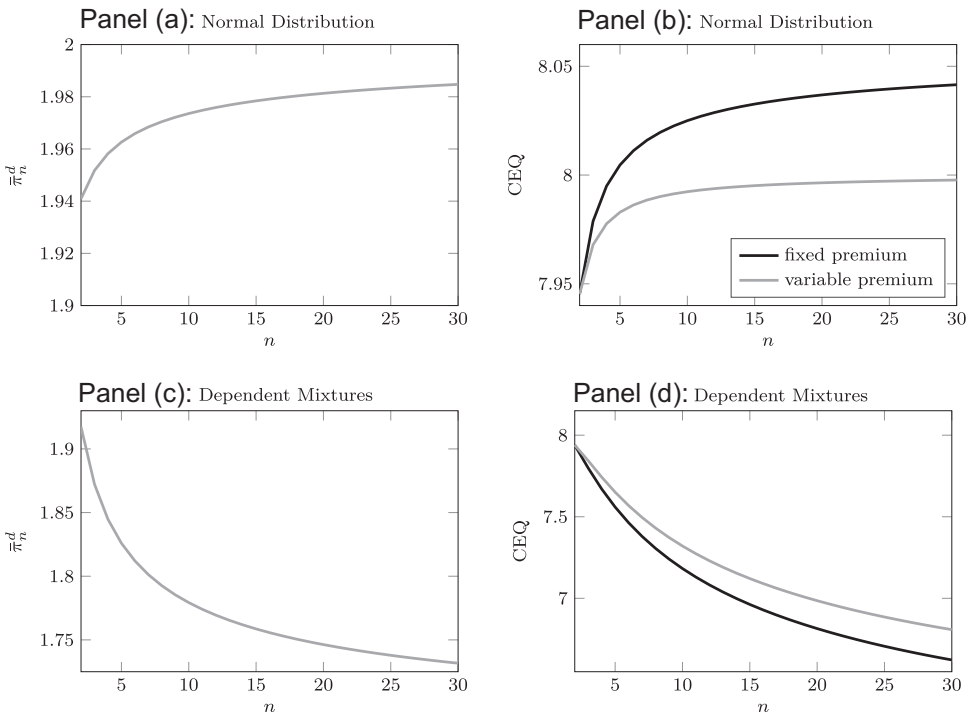 Panel (a): Normal Distribution
2
1.98
1.96
1.94
1.92
1.9
π̄ₙᵈ
5 10 15 20 25 30
n
Panel (b): Normal Distribution
8.05
8
7.95
CEQ
fixed premium
variable premium
5 10 15 20 25 30
n
Panel (c): Dependent Mixtures
1.9
1.85
1.8
1.75
π̄ₙᵈ
5 10 15 20 25 30
n
Panel (d): Dependent Mixtures
8
7.5
7
CEQ
5 10 15 20 25 30
n